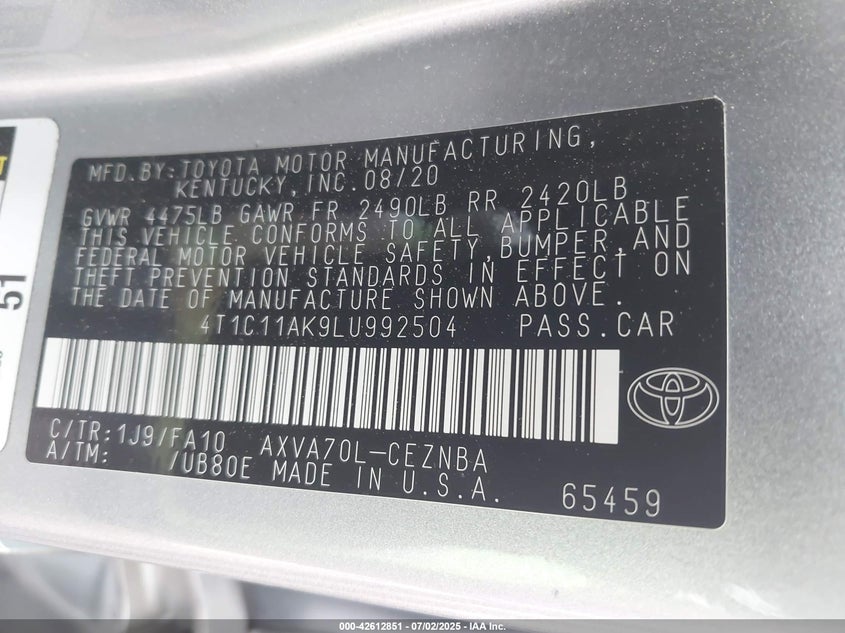 MFD.BY:TOYOTA MOTOR MANUFACTURING,
KENTUCKY,INC.08/20
GVWR 4475LB GAWR FR 2490LB RR 2420LB
THIS VEHICLE CONFORMS TO ALL APPLICABLE
FEDERAL MOTOR VEHICLE SAFETY,BUMPER,AND
THEFT PREVENTION STANDARDS IN EFFECT ON
THE DATE OF MANUFACTURE SHOWN ABOVE.
4T1C11AK9LU992504 PASS.CAR
C/TR:1J9/FA10 AXVA70L-CEZNBA
A/TM: /UB80E MADE IN U.S.A.
65459
51
000-42612851 - 07/02/2025 - © IAA Inc.